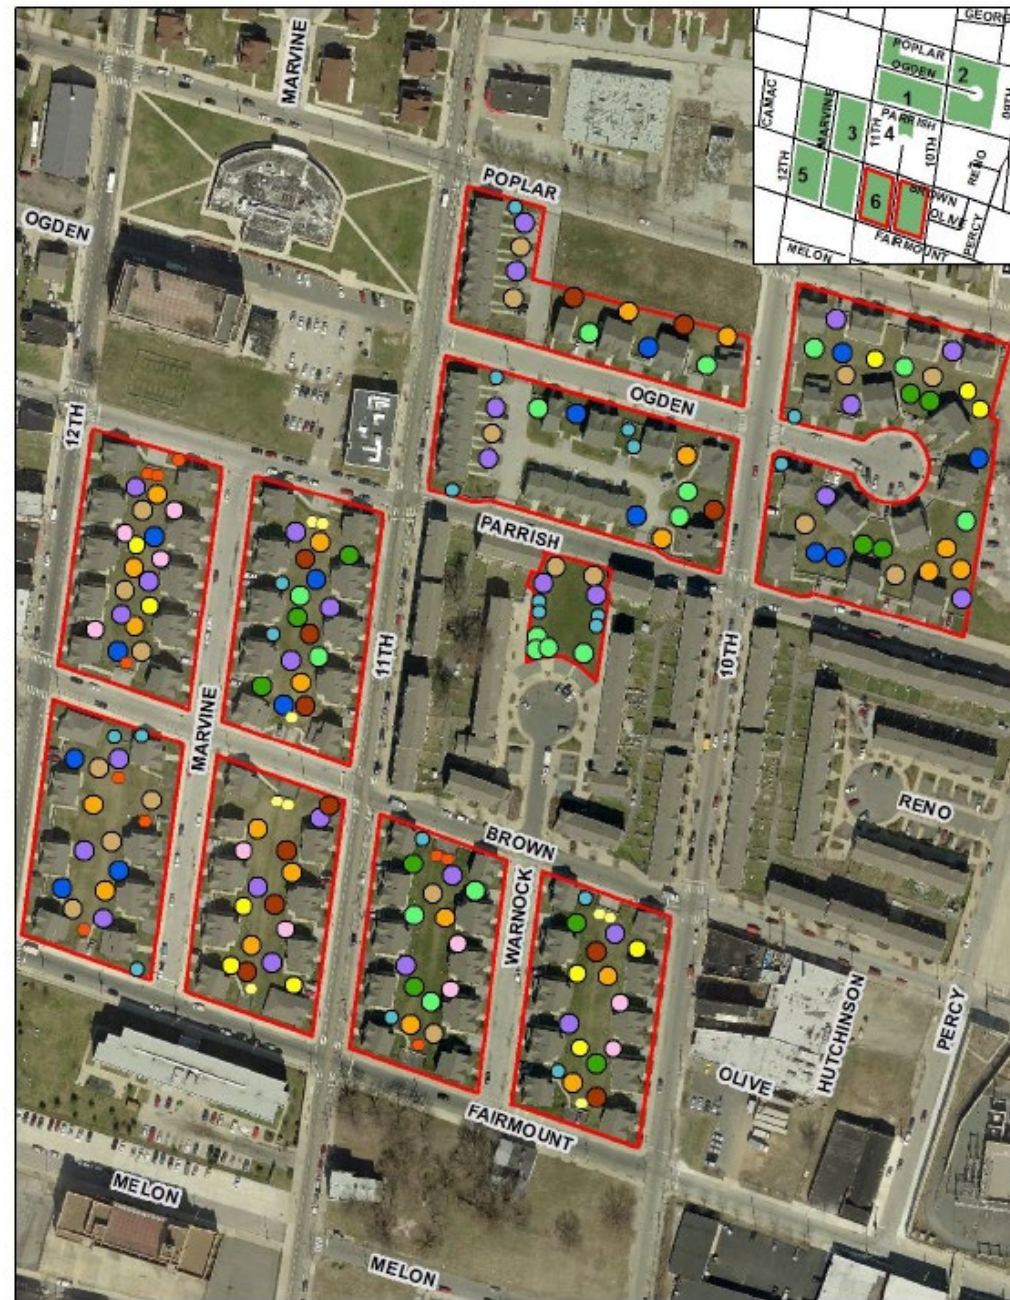 MARVINE
POPLAR
OGDEN
12TH
OGDEN
PARRISH
11TH
10TH
MARVINE
RENO
BROWN
WARNOCK
HUTCHINSON
PERCY
OLIVE
FAIRMOUNT
MELON
MELON
GEORG
POPLAR
OGDEN
2
1
CAMAC
MARVINE
3
11TH
PARRISH
4
10TH
09TH
RENO
12TH
5
6
BROWN
OLIVE
PERCY
FAIRMOUNT
MELON